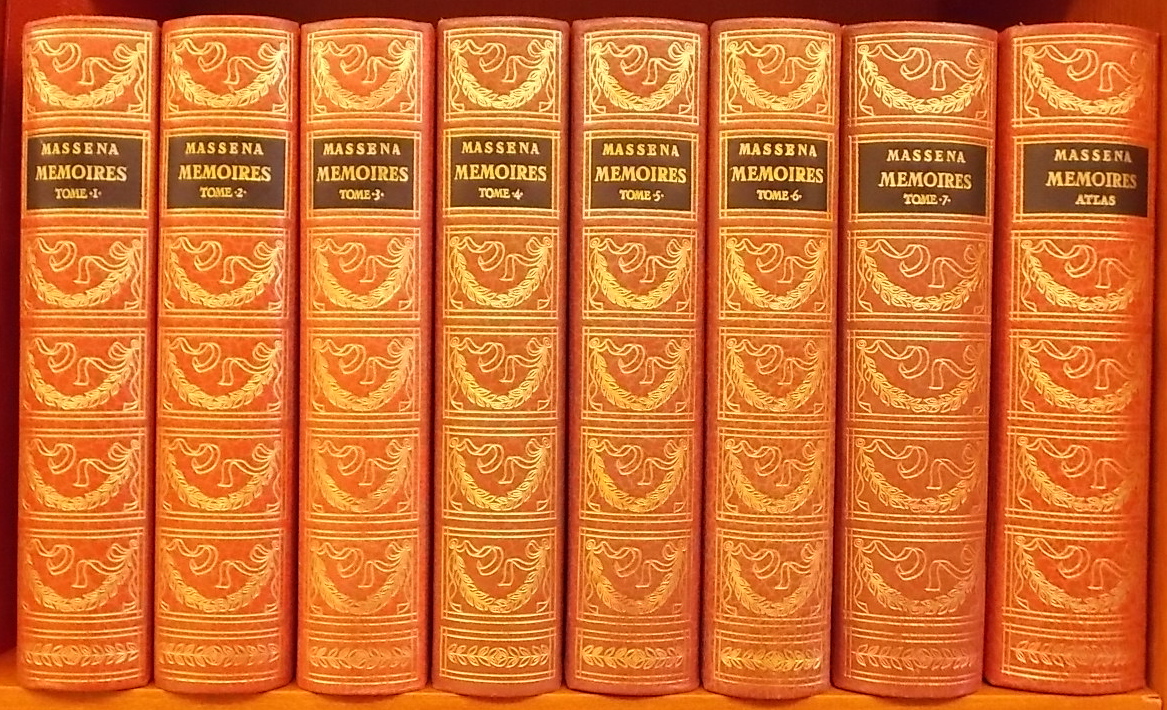 MASSENA
MEMOIRES
TOME·1·
MASSENA
MEMOIRES
TOME·2·
MASSENA
MEMOIRES
TOME·3·
MASSENA
MEMOIRES
TOME·4·
MASSENA
MEMOIRES
TOME·5·
MASSENA
MEMOIRES
TOME·6·
MASSENA
MEMOIRES
TOME·7·
MASSENA
MEMOIRES
ATLAS